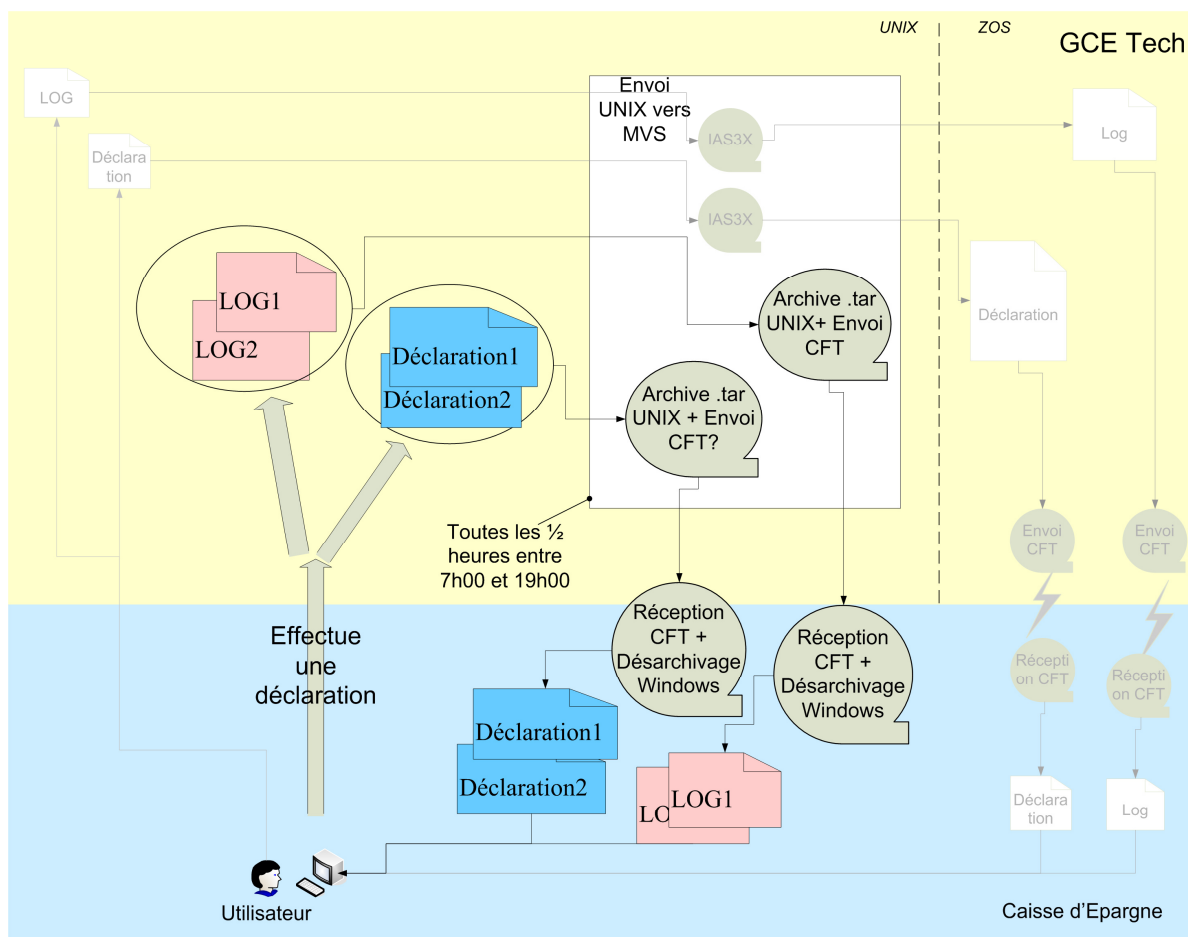 UNIX
ZOS
GCE Tech
LOG
Déclara
tion
Envoi
UNIX vers
MVS
IAS3X
IAS3X
Log
Déclaration
LOG1
LOG2
Déclaration1
Déclaration2
Archive .tar
UNIX+ Envoi
CFT
Archive .tar
UNIX + Envoi
CFT?
Toutes les ½
heures entre
7h00 et 19h00
Envoi
CFT
Envoi
CFT
Effectue
une
déclaration
Réception
CFT +
Désarchivage
Windows
Réception
CFT +
Désarchivage
Windows
Récepti
on CFT
Récepti
on CFT
Déclaration1
Déclaration2
LOG1
LO
Déclara
tion
Log
Utilisateur
Caisse d'Epargne